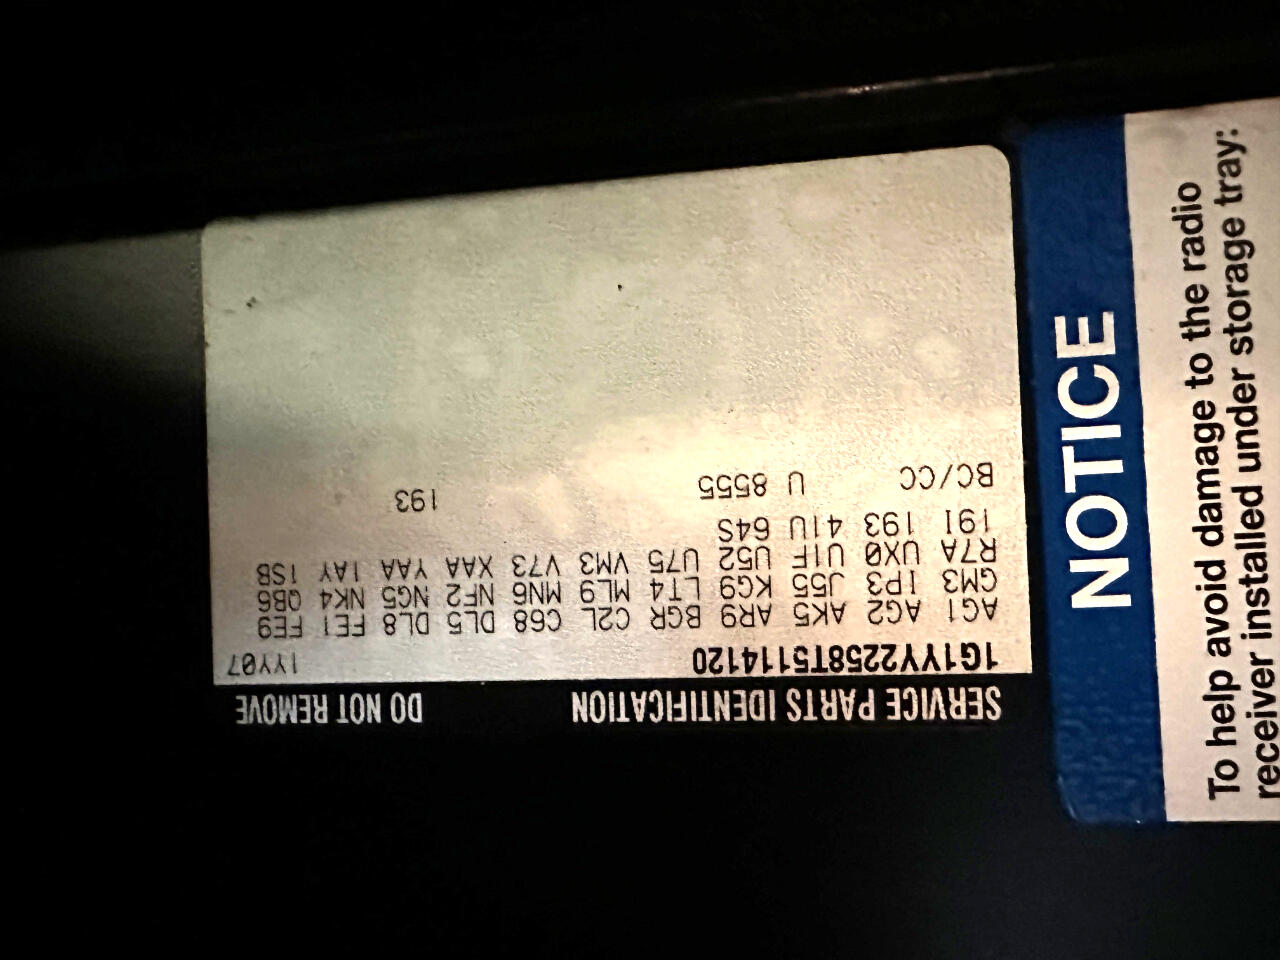 SERVICE PARTS IDENTIFICATION DO NOT REMOVE
1G1YY2258T5114120 1YY07
AG1 AG2 AK5 AR9 BGR C2L C68 DL5 DL8 FE1 FE9
GM3 IP3 J55 KG9 LT4 ML9 MN6 NF2 NG5 NK4 QB6
R7A UX0 U1F U52 U75 VM3 V73 XAA YAA 1AY 1SB
19I 193 41U 64S
BC/CC U 8555 193
NOTICE
To help avoid damage to the radio
receiver installed under storage tray: